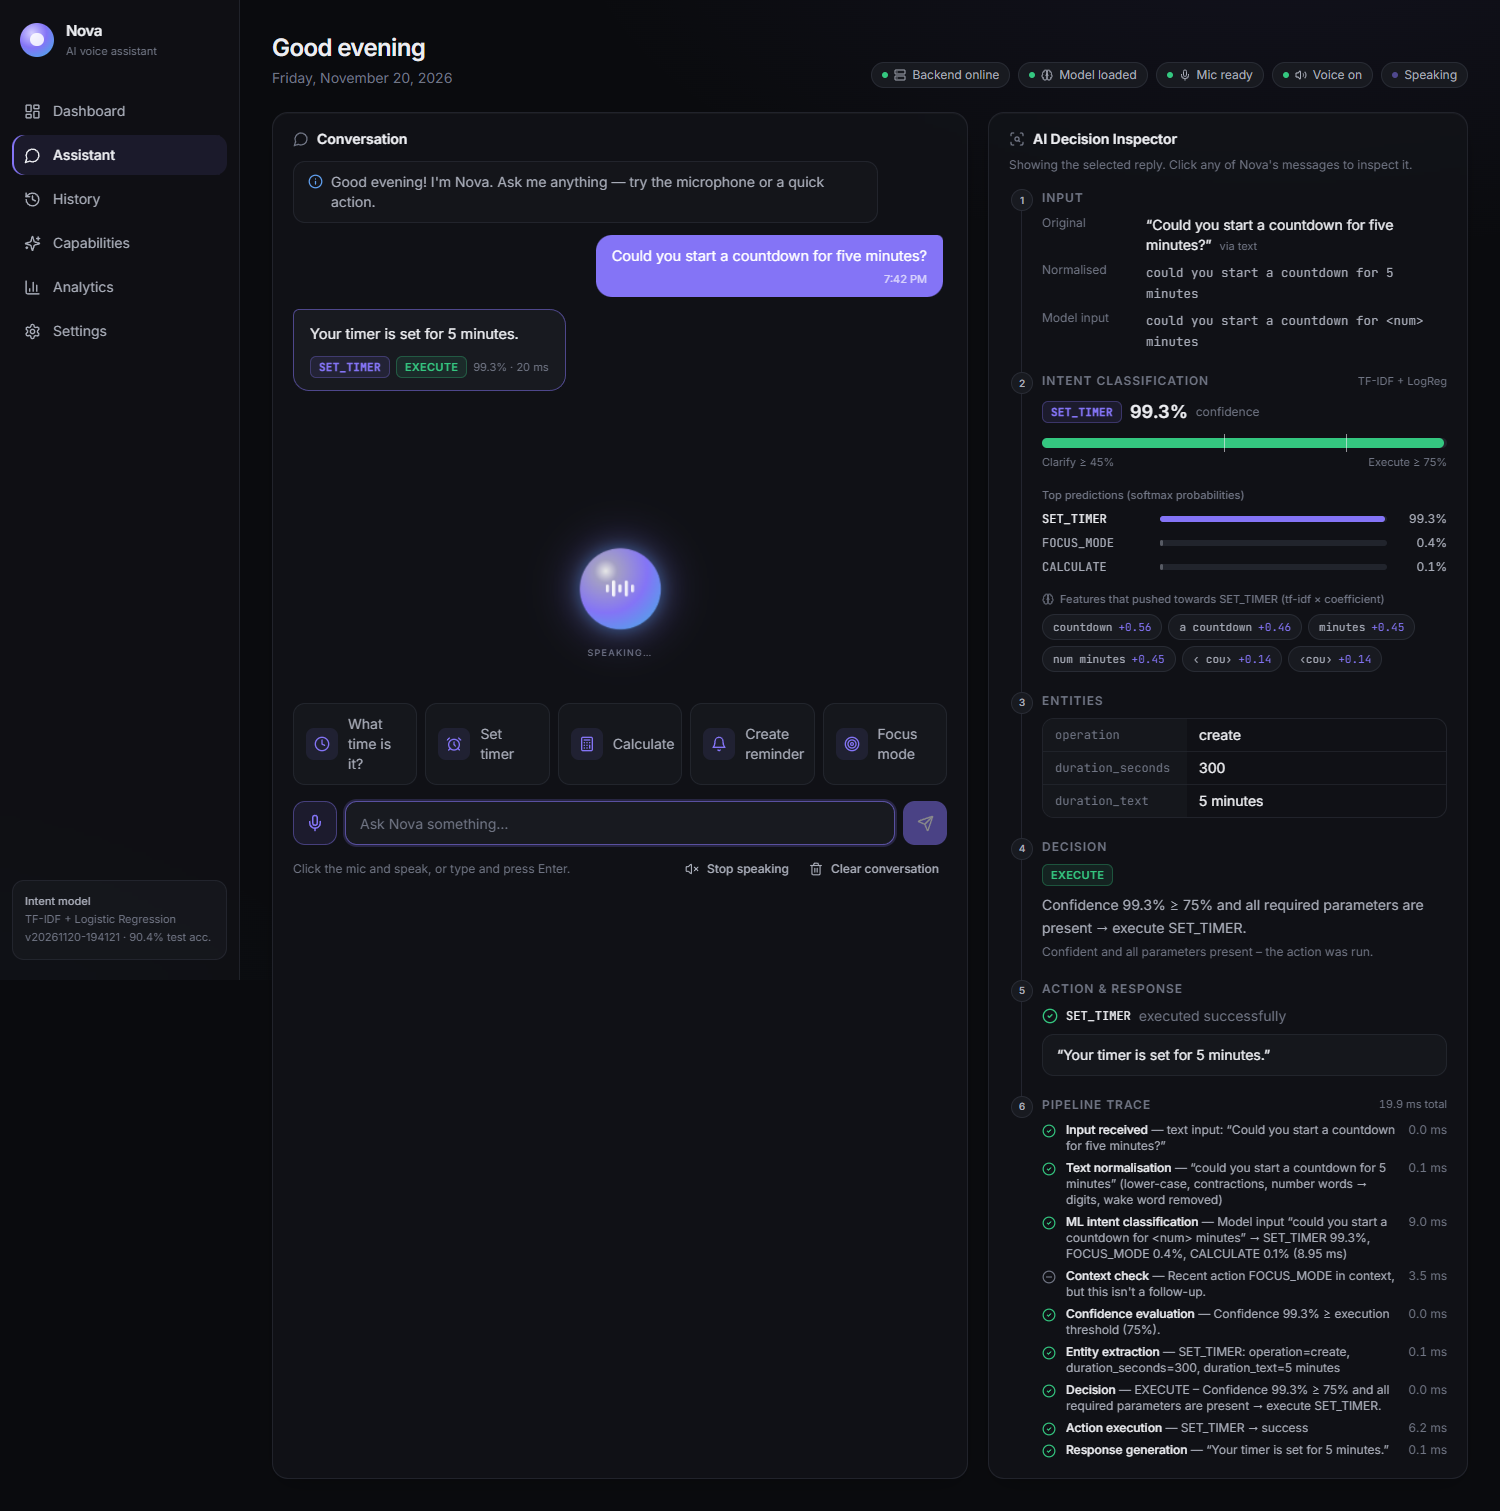 Nova
AI voice assistant
Dashboard
Assistant
History
Capabilities
Analytics
Settings
Intent model
TF-IDF + Logistic Regression
v20261120-194121 · 90.4% test acc.
Good evening
Friday, November 20, 2026
Backend online
Model loaded
Mic ready
Voice on
Speaking
Conversation
Good evening! I'm Nova. Ask me anything — try the microphone or a quick
action.
Could you start a countdown for five minutes?
7:42 PM
Your timer is set for 5 minutes.
SET_TIMER EXECUTE 99.3% · 20 ms
SPEAKING...
What
time is
it?
Set
timer
Calculate
Create
reminder
Focus
mode
Ask Nova something...
Click the mic and speak, or type and press Enter.
Stop speaking
Clear conversation
AI Decision Inspector
Showing the selected reply. Click any of Nova's messages to inspect it.
1 INPUT
Original “Could you start a countdown for five
minutes?” via text
Normalised could you start a countdown for 5
minutes
Model input could you start a countdown for <num>
minutes
2 INTENT CLASSIFICATION TF-IDF + LogReg
SET_TIMER 99.3% confidence
Clarify ≥ 45% Execute ≥ 75%
Top predictions (softmax probabilities)
SET_TIMER 99.3%
FOCUS_MODE 0.4%
CALCULATE 0.1%
Features that pushed towards SET_TIMER (tf-idf × coefficient)
countdown +0.56 a countdown +0.46 minutes +0.45
num minutes +0.45 ‹ cou› +0.14 ‹cou› +0.14
3 ENTITIES
operation create
duration_seconds 300
duration_text 5 minutes
4 DECISION
EXECUTE
Confidence 99.3% ≥ 75% and all required parameters are
present → execute SET_TIMER.
Confident and all parameters present – the action was run.
5 ACTION & RESPONSE
SET_TIMER executed successfully
“Your timer is set for 5 minutes.”
6 PIPELINE TRACE 19.9 ms total
Input received — text input: “Could you start a countdown 0.0 ms
for five minutes?”
Text normalisation — “could you start a countdown for 5 0.1 ms
minutes” (lower-case, contractions, number words →
digits, wake word removed)
ML intent classification — Model input “could you start a 9.0 ms
countdown for <num> minutes” → SET_TIMER 99.3%,
FOCUS_MODE 0.4%, CALCULATE 0.1% (8.95 ms)
Context check — Recent action FOCUS_MODE in context, 3.5 ms
but this isn't a follow-up.
Confidence evaluation — Confidence 99.3% ≥ execution 0.0 ms
threshold (75%).
Entity extraction — SET_TIMER: operation=create, 0.1 ms
duration_seconds=300, duration_text=5 minutes
Decision — EXECUTE – Confidence 99.3% ≥ 75% and all 0.0 ms
required parameters are present → execute SET_TIMER.
Action execution — SET_TIMER → success 6.2 ms
Response generation — “Your timer is set for 5 minutes.” 0.1 ms